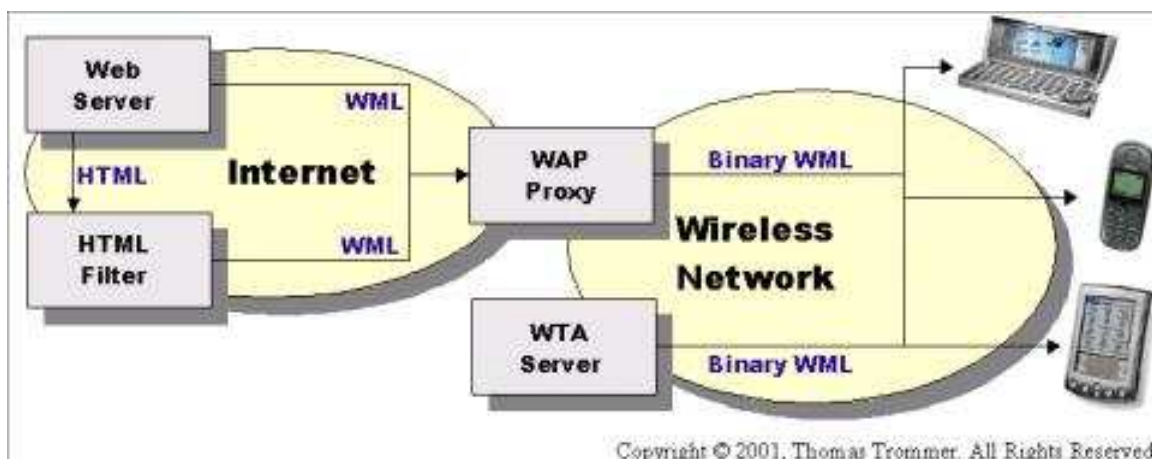 Web
Server
WML
HTML
Internet
HTML
Filter
WML
WAP
Proxy
Binary WML
Wireless
Network
WTA
Server
Binary WML
Copyright © 2001, Thomas Trommer. All Rights Reserved